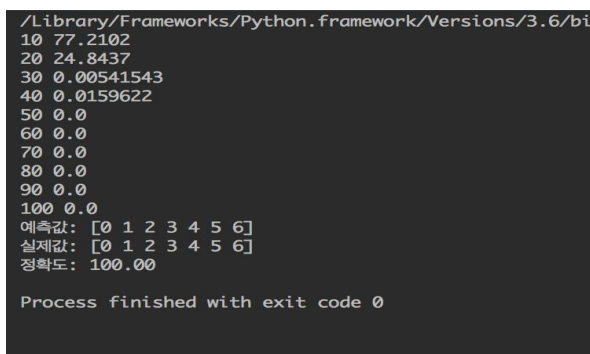 /Library/Frameworks/Python.framework/Versions/3.6/bi
10 77.2102
20 24.8437
30 0.00541543
40 0.0159622
50 0.0
60 0.0
70 0.0
80 0.0
90 0.0
100 0.0
예측값: [0 1 2 3 4 5 6]
실제값: [0 1 2 3 4 5 6]
정확도: 100.00
Process finished with exit code 0